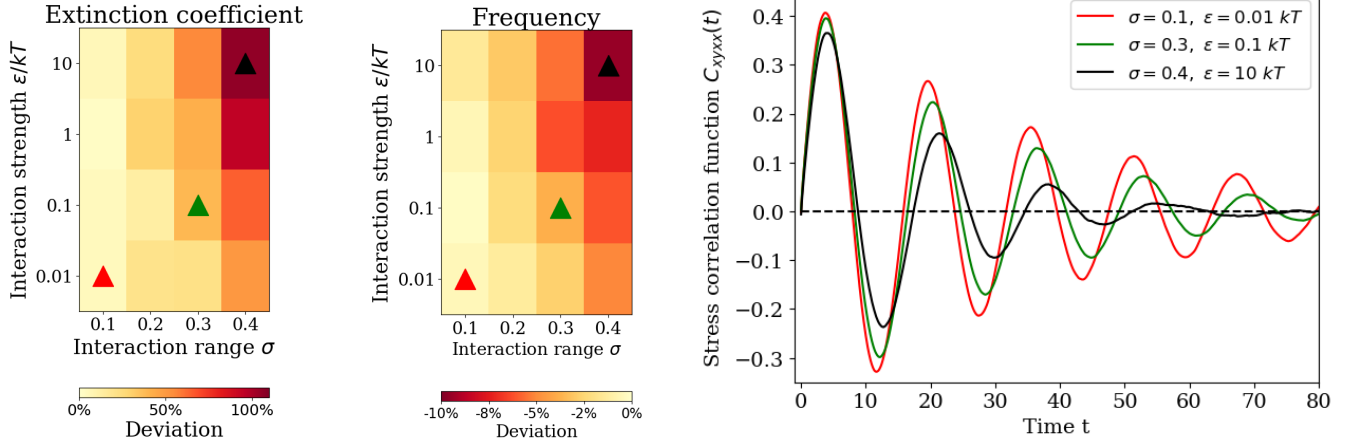 Extinction coefficient
Interaction strength ε/kT
10
1
0.1
0.01
0.1 0.2 0.3 0.4
Interaction range σ
0% 50% 100%
Deviation
Frequency
Interaction strength ε/kT
10
1
0.1
0.01
0.1 0.2 0.3 0.4
Interaction range σ
-10% -8% -5% -2% 0%
Deviation
Stress correlation function C_xyxx(t)
0.4
0.3
0.2
0.1
0.0
−0.1
−0.2
−0.3
σ = 0.1, ε = 0.01 kT
σ = 0.3, ε = 0.1 kT
σ = 0.4, ε = 10 kT
0 10 20 30 40 50 60 70 80
Time t